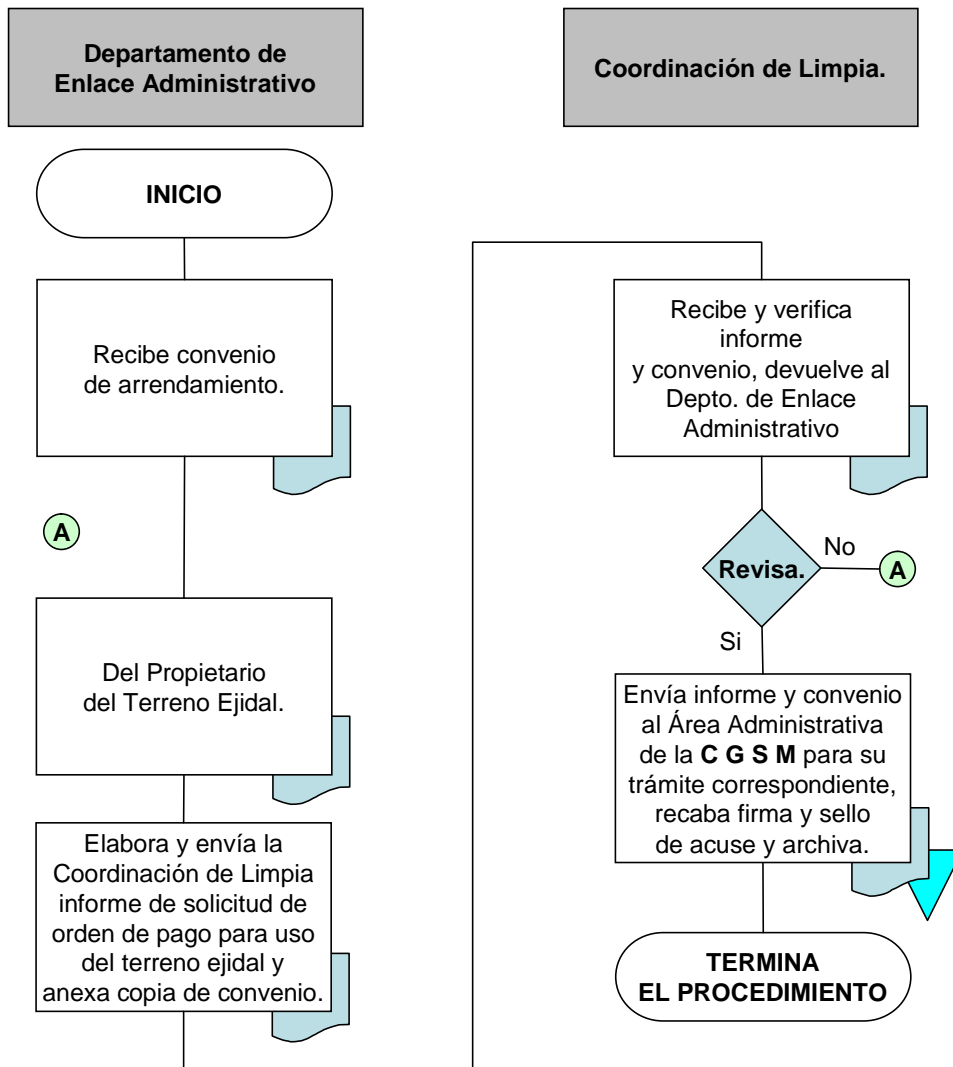 Departamento de
Enlace Administrativo
INICIO
Recibe convenio
de arrendamiento.
A
Del Propietario
del Terreno Ejidal.
Elabora y envía la
Coordinación de Limpia
informe de solicitud de
orden de pago para uso
del terreno ejidal y
anexa copia de convenio.
Coordinación de Limpia.
Recibe y verifica
informe
y convenio, devuelve al
Depto. de Enlace
Administrativo
Revisa.
No
A
Si
Envía informe y convenio
al Área Administrativa
de la C G S M para su
trámite correspondiente,
recaba firma y sello
de acuse y archiva.
TERMINA
EL PROCEDIMIENTO